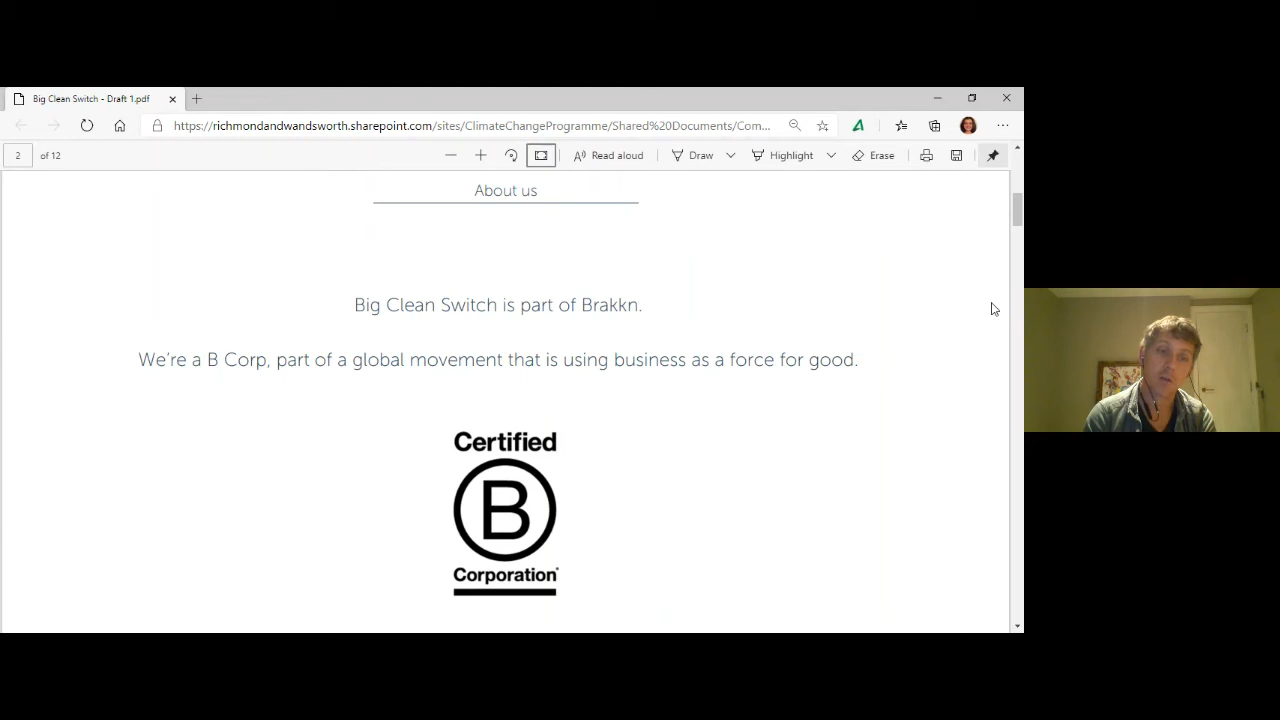 Big Clean Switch - Draft 1.pdf
https://richmondandwandsworth.sharepoint.com/sites/ClimateChangeProgramme/Shared%20Documents/Com...
2 of 12
Read aloud
Draw
Highlight
Erase
About us
Big Clean Switch is part of Brakkn.
We're a B Corp, part of a global movement that is using business as a force for good.
Certified
B
Corporation